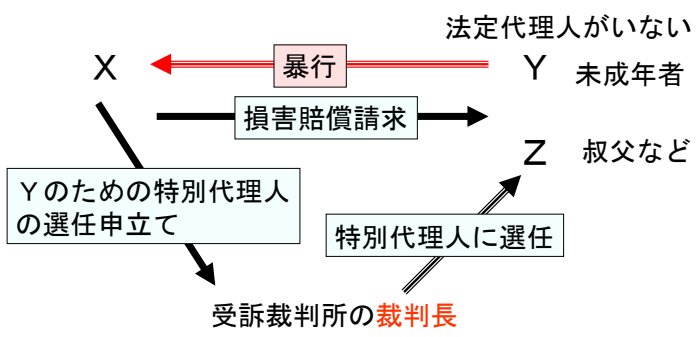 法定代理人がいない
X
暴行
Y
未成年者
損害賠償請求
Z
叔父など
Yのための特別代理人
の選任申立て
特別代理人に選任
受訴裁判所の裁判長